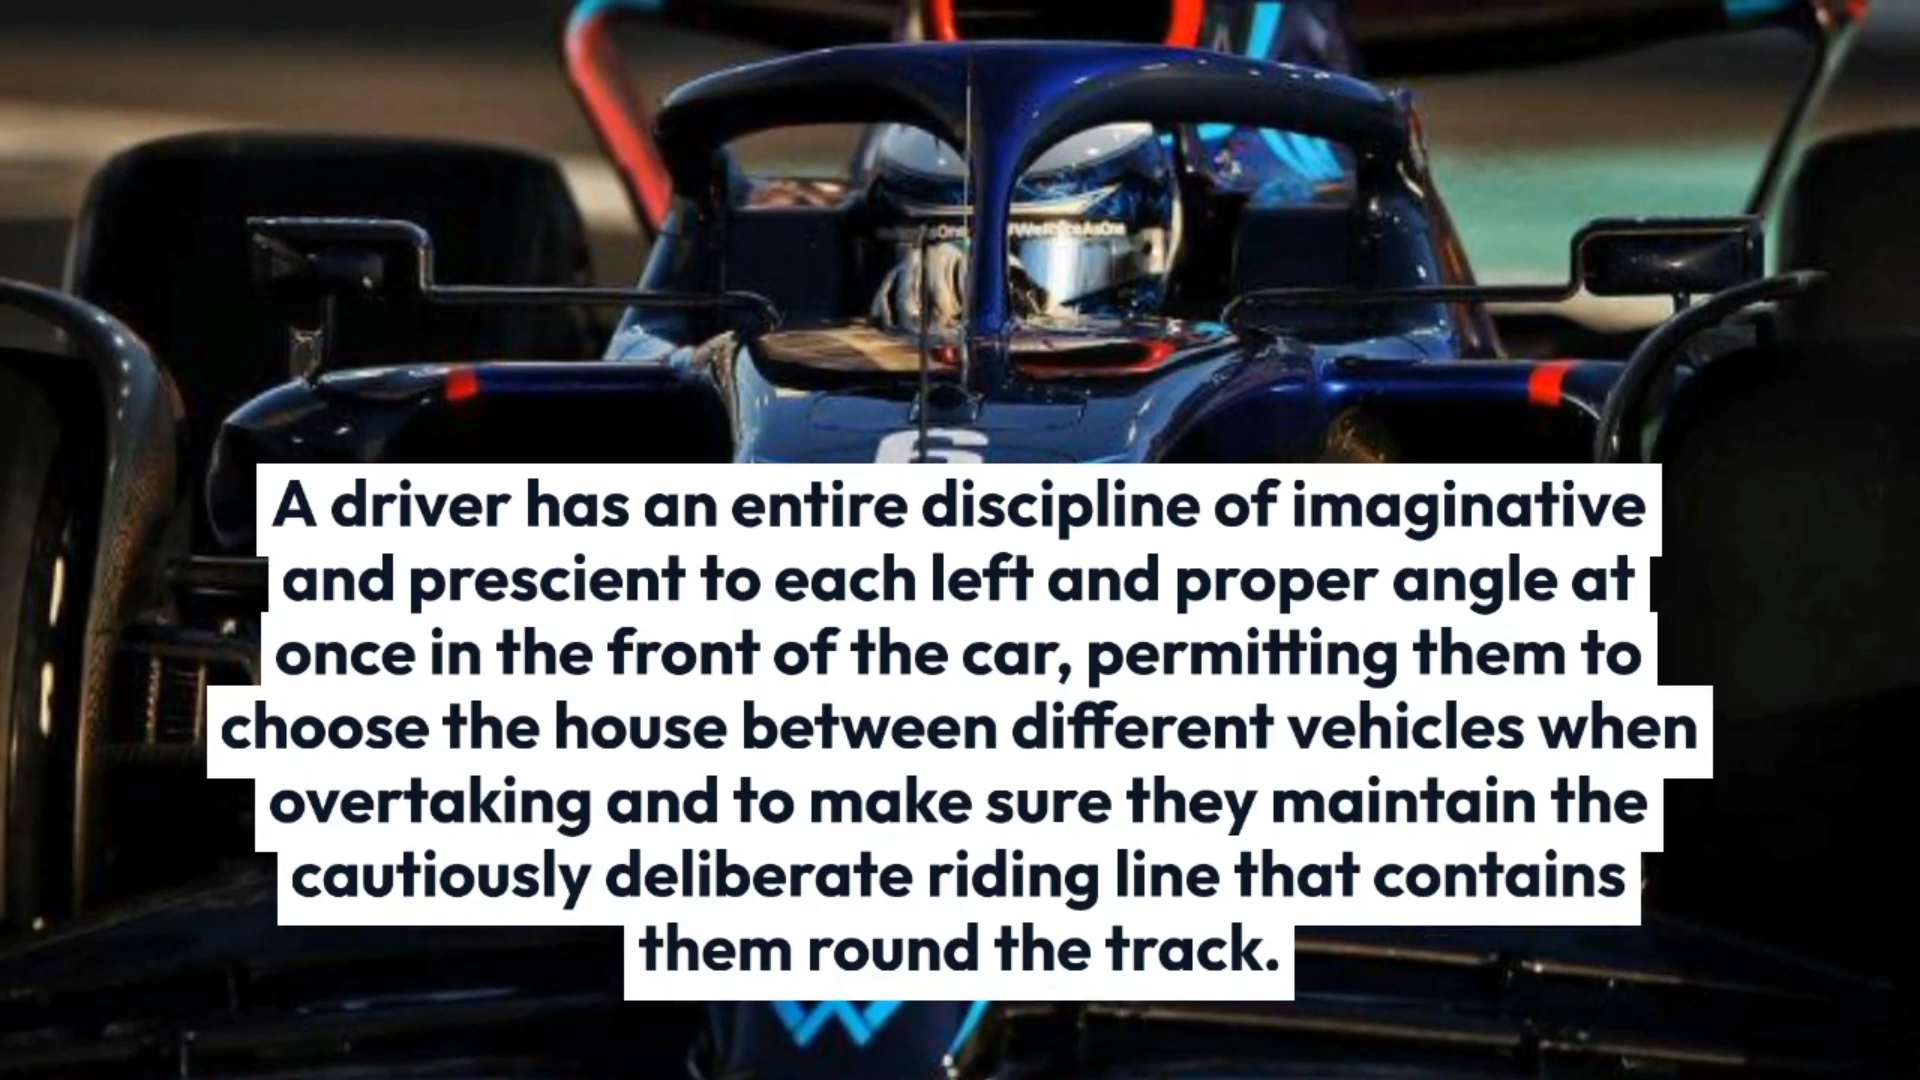 #WeRaceAsOne
6
A driver has an entire discipline of imaginative
and prescient to each left and proper angle at
once in the front of the car, permitting them to
choose the house between different vehicles when
overtaking and to make sure they maintain the
cautiously deliberate riding line that contains
them round the track.
W